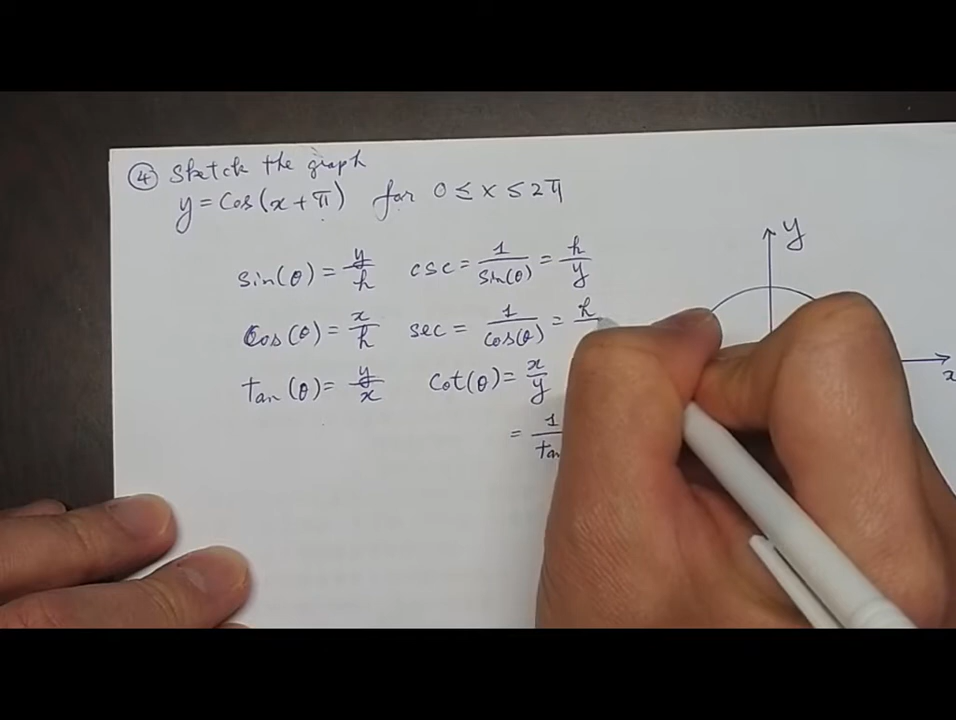 ④ Sketch the graph
y = Cos(x + π) for 0 ≤ x ≤ 2π
sin(θ) = y/h csc = 1/sin(θ) = h/y
Cos(θ) = x/h sec = 1/cos(θ) = h/
tan(θ) = y/x Cot(θ) = x/y
= 1/tan
y
x